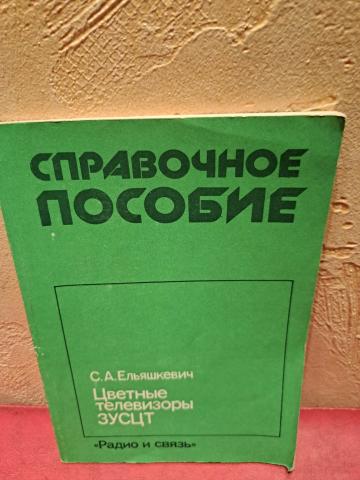 СПРАВОЧНОЕ
ПОСОБИЕ
С.А.Ельяшкевич
Цветные
телевизоры
ЗУСЦТ
«Радио и связь»